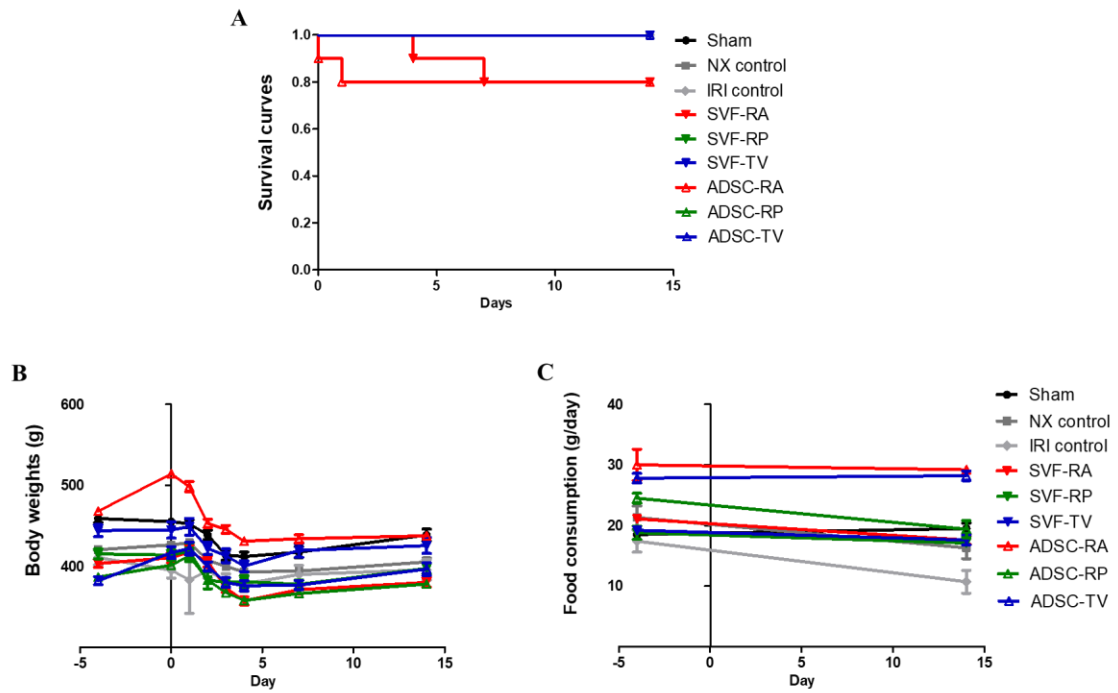 A
Survival curves
1.0
0.8
0.6
0.4
0.2
0.0
0
5
10
15
Days
Sham
NX control
IRI control
SVF-RA
SVF-RP
SVF-TV
ADSC-RA
ADSC-RP
ADSC-TV
B
Body weights (g)
600
500
400
-5
0
5
10
15
Day
C
Food consumption (g/day)
40
30
20
10
-5
0
5
10
15
Day
Sham
NX control
IRI control
SVF-RA
SVF-RP
SVF-TV
ADSC-RA
ADSC-RP
ADSC-TV